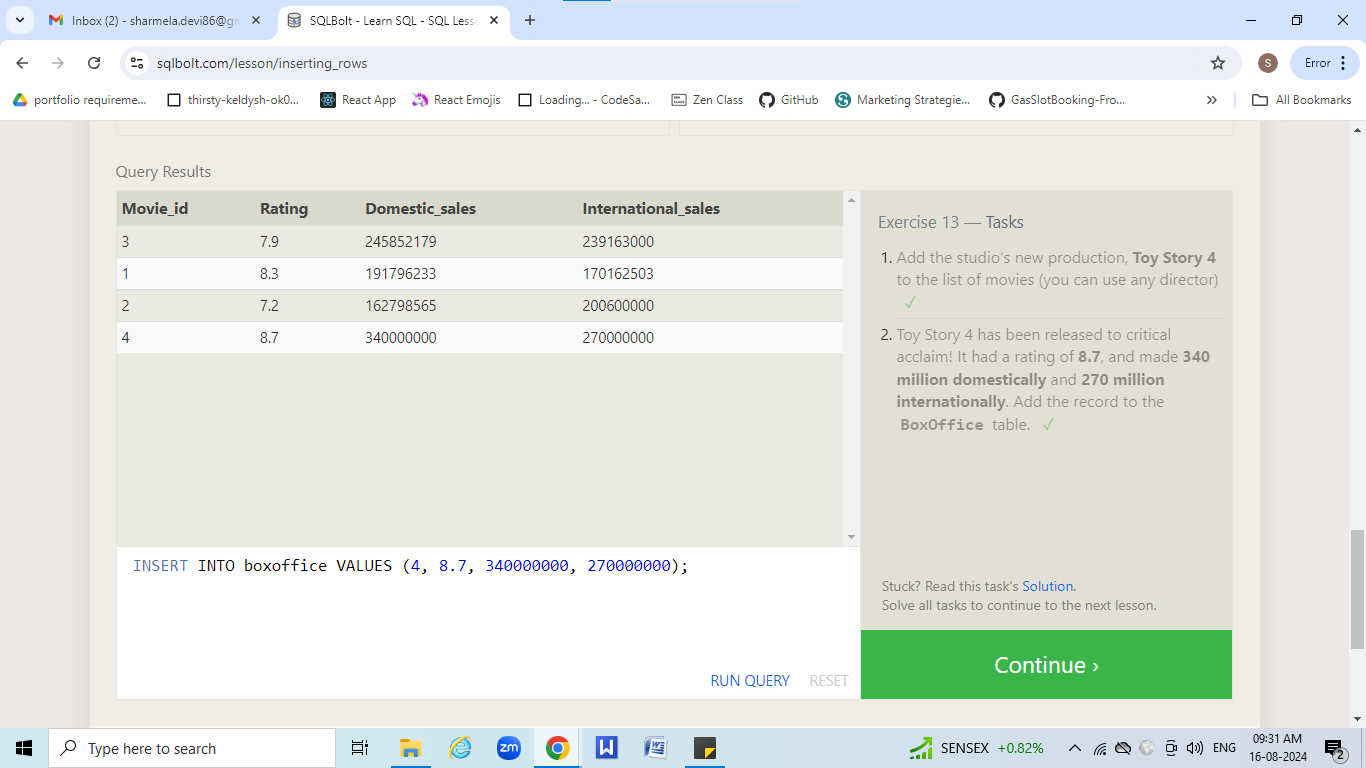 Inbox (2) - sharmela.devi86@gr
SQLBolt - Learn SQL - SQL Less
sqlbolt.com/lesson/inserting_rows
S
Error
portfolio requireme...
thirsty-keldysh-ok0...
React App
React Emojis
Loading... - CodeSa...
Zen Class
GitHub
Marketing Strategie...
GasSlotBooking-Fro...
»
All Bookmarks
Query Results
Movie_id Rating Domestic_sales International_sales
3 7.9 245852179 239163000
1 8.3 191796233 170162503
2 7.2 162798565 200600000
4 8.7 340000000 270000000
INSERT INTO boxoffice VALUES (4, 8.7, 340000000, 270000000);
RUN QUERY RESET
Exercise 13 — Tasks
1. Add the studio's new production, Toy Story 4
to the list of movies (you can use any director)
✓
2. Toy Story 4 has been released to critical
acclaim! It had a rating of 8.7, and made 340
million domestically and 270 million
internationally. Add the record to the
BoxOffice table. ✓
Stuck? Read this task's Solution.
Solve all tasks to continue to the next lesson.
Continue ›
Type here to search
zm
W
SENSEX +0.82%
ENG
09:31 AM
16-08-2024
2